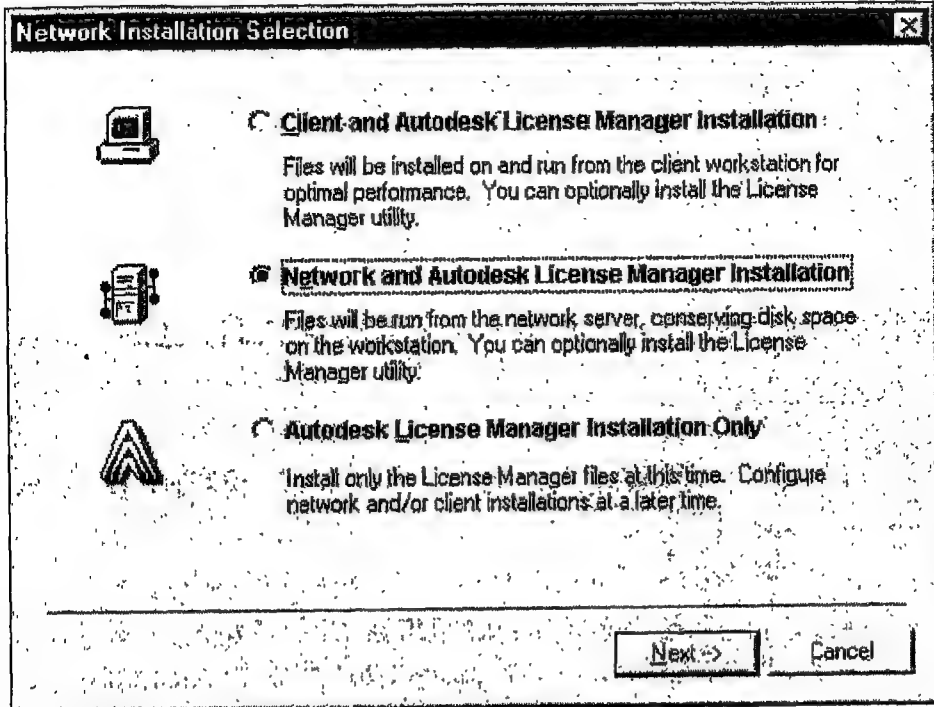 Network Installation Selection
Client and Autodesk License Manager Installation
Files will be installed on and run from the client workstation for
optimal performance. You can optionally install the License
Manager utility.
Network and Autodesk License Manager Installation
Files will be run from the network server, conserving disk space
on the workstation. You can optionally install the License
Manager utility.
Autodesk License Manager Installation Only
Install only the License Manager files at this time. Configure
network and/or client installations at a later time.
Next ->
Cancel